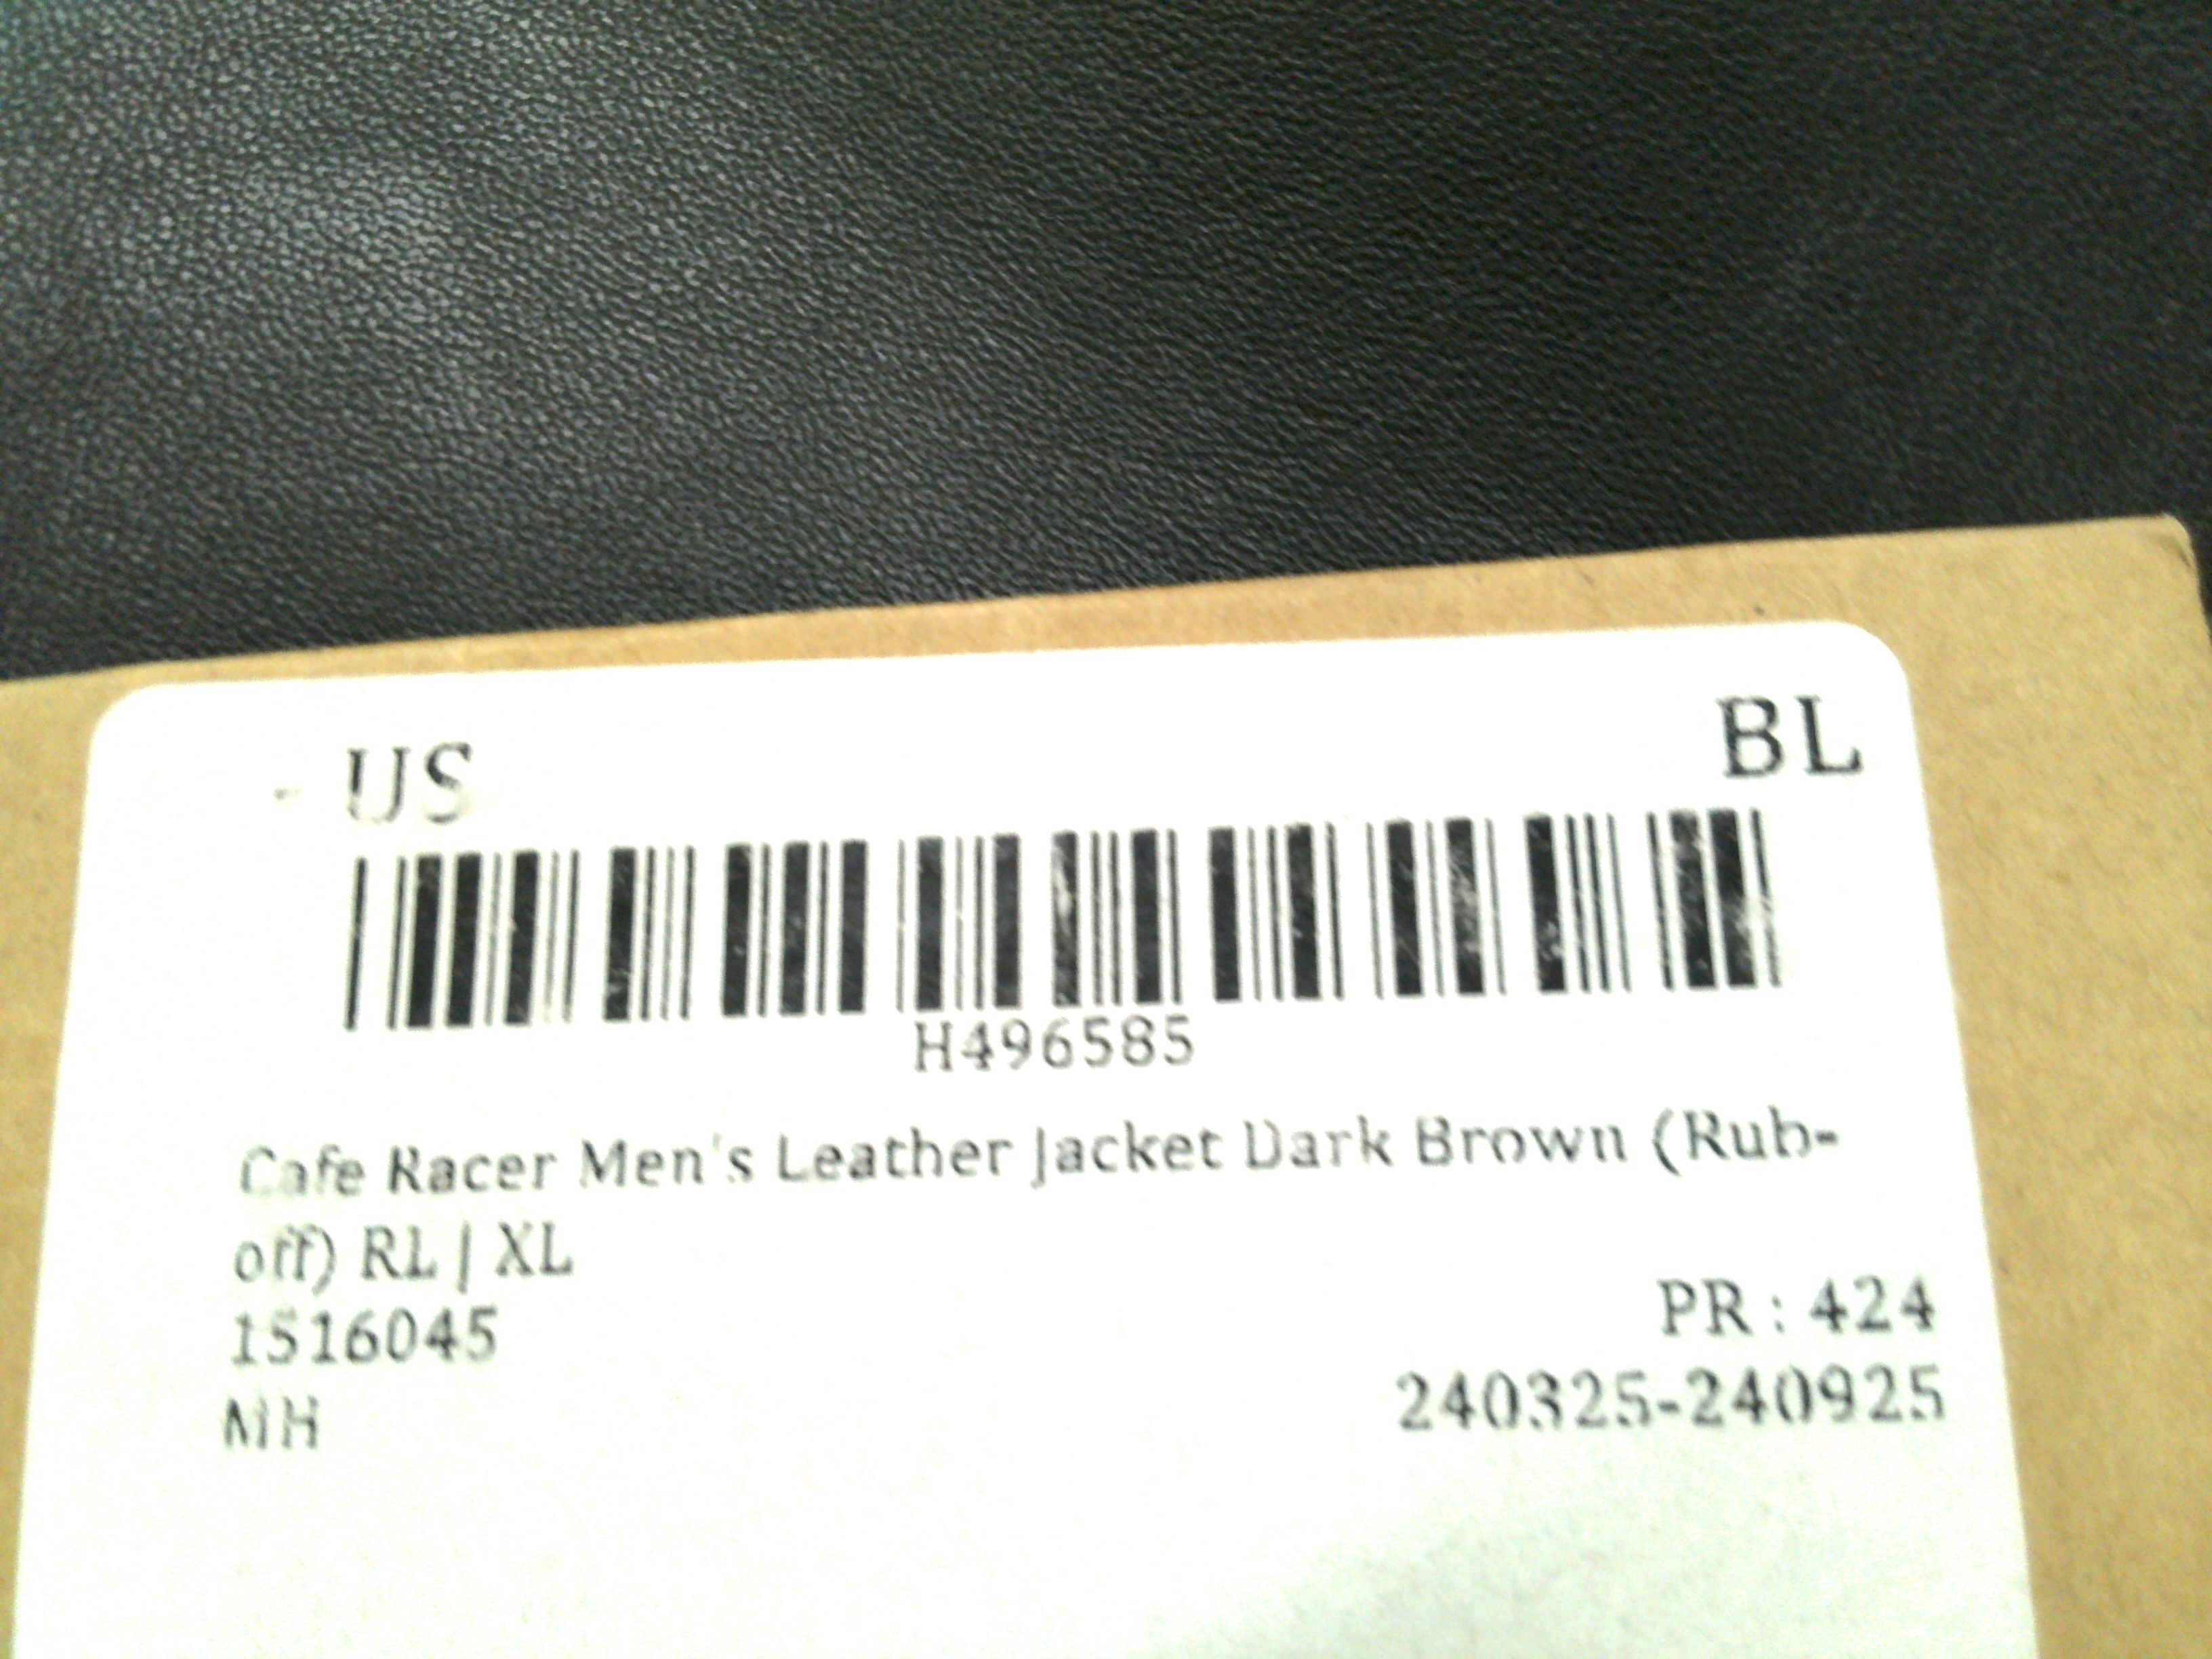 US BL
H496585
Cafe Racer Men's Leather Jacket Dark Brown (Rub-
off) RL | XL
1516045
PR : 424
MH
240325-240925